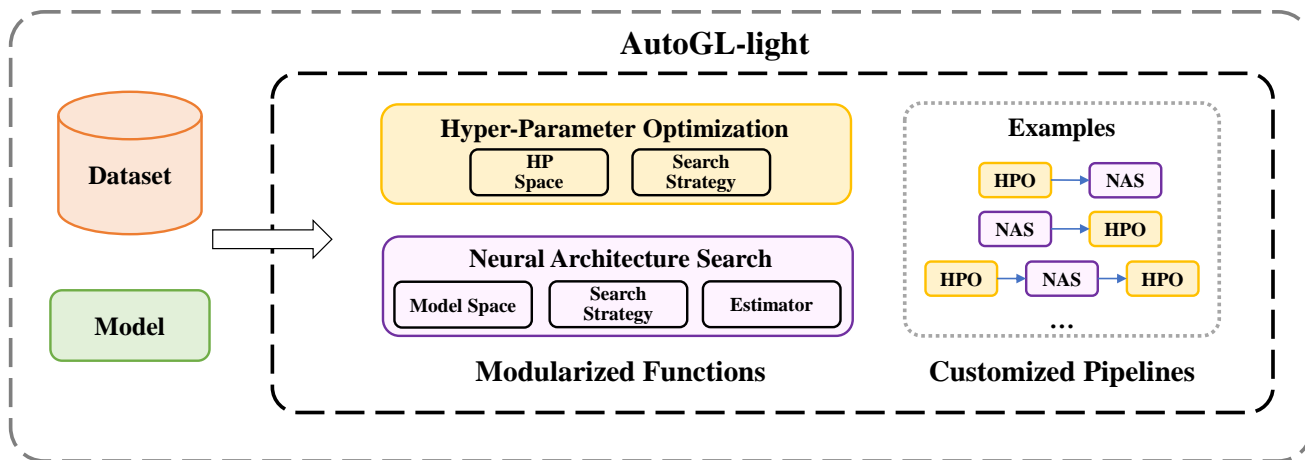 AutoGL-light
Dataset
Model
Hyper-Parameter Optimization
HP
Space
Search
Strategy
Neural Architecture Search
Model Space
Search
Strategy
Estimator
Modularized Functions
Examples
HPO NAS
NAS HPO
HPO NAS HPO
...
Customized Pipelines